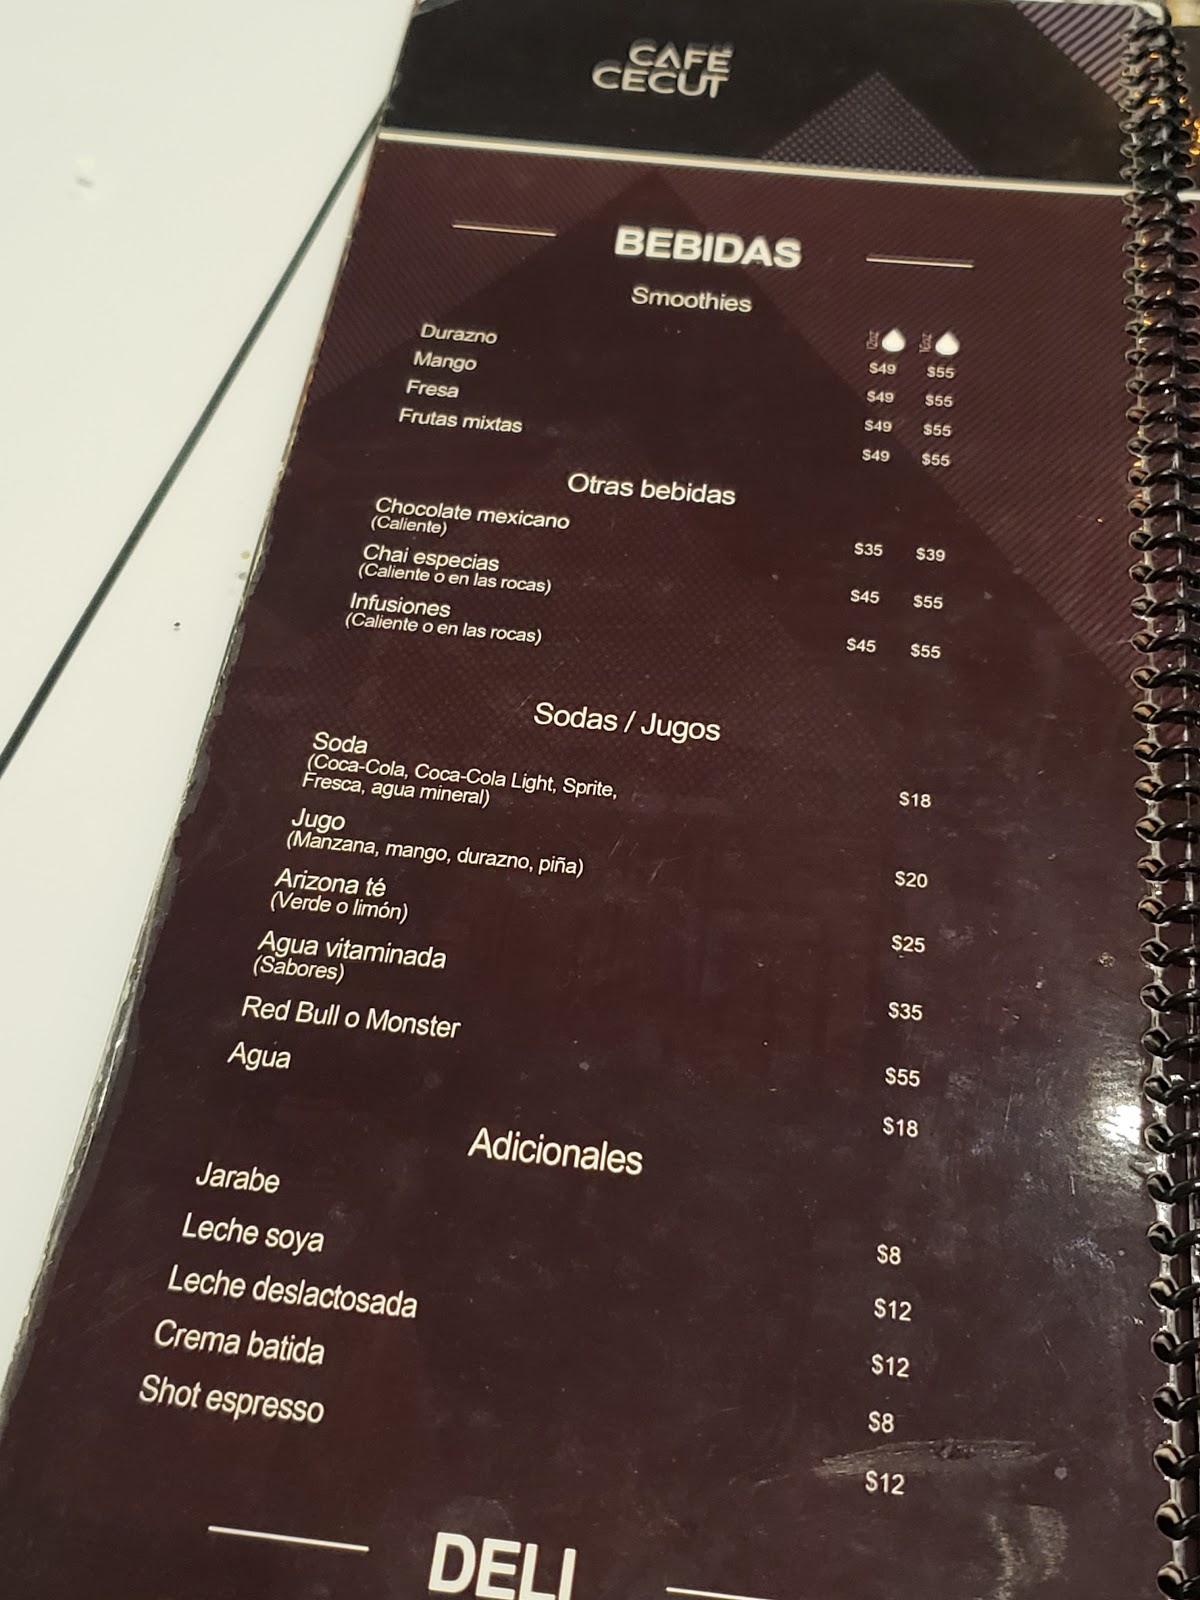 CAFÉ
CECUT
BEBIDAS
Smoothies
12oz 16oz
Durazno $49 $55
Mango $49 $55
Fresa $49 $55
Frutas mixtas $49 $55
Otras bebidas
Chocolate mexicano
(Caliente) $35 $39
Chai especias
(Caliente o en las rocas) $45 $55
Infusiones
(Caliente o en las rocas) $45 $55
Sodas / Jugos
Soda
(Coca-Cola, Coca-Cola Light, Sprite,
Fresca, agua mineral) $18
Jugo
(Manzana, mango, durazno, piña) $20
Arizona té
(Verde o limón) $25
Agua vitaminada
(Sabores) $35
Red Bull o Monster $55
Agua $18
Adicionales
Jarabe $8
Leche soya $12
Leche deslactosada $12
Crema batida $8
Shot espresso $12
DELI